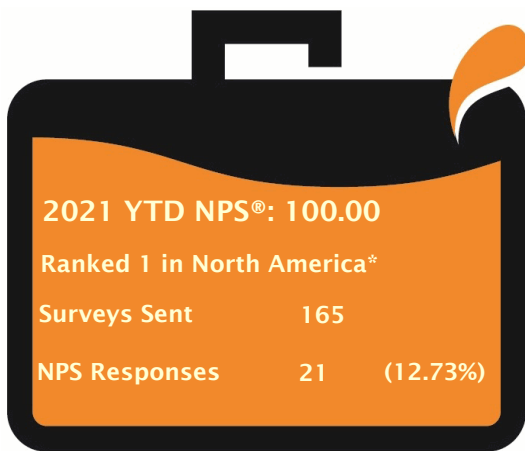 2021 YTD NPS®: 100.00
Ranked 1 in North America*
Surveys Sent 165
NPS Responses 21 (12.73%)